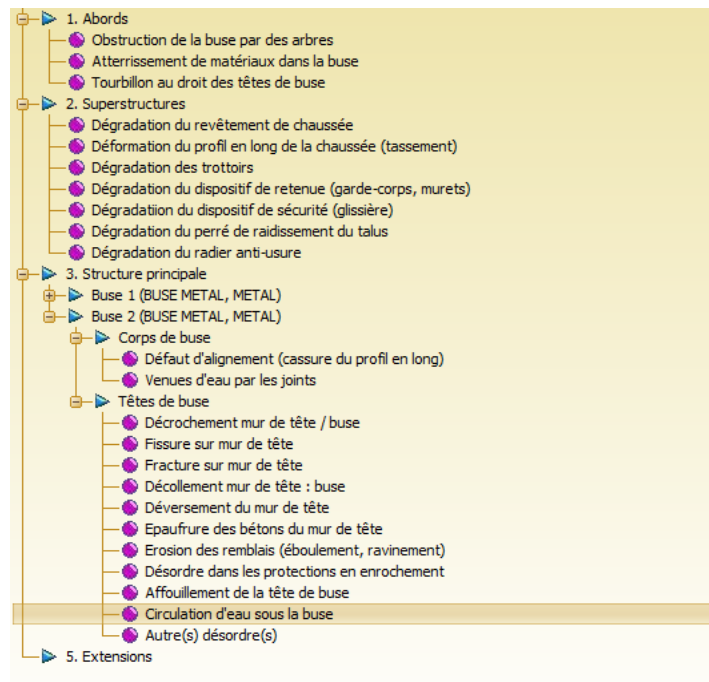 1. Abords
Obstruction de la buse par des arbres
Atterrissement de matériaux dans la buse
Tourbillon au droit des têtes de buse
2. Superstructures
Dégradation du revêtement de chaussée
Déformation du profil en long de la chaussée (tassement)
Dégradation des trottoirs
Dégradation du dispositif de retenue (garde-corps, murets)
Dégradatiion du dispositif de sécurité (glissière)
Dégradation du perré de raidissement du talus
Dégradation du radier anti-usure
3. Structure principale
Buse 1 (BUSE METAL, METAL)
Buse 2 (BUSE METAL, METAL)
Corps de buse
Défaut d'alignement (cassure du profil en long)
Venues d'eau par les joints
Têtes de buse
Décrochement mur de tête / buse
Fissure sur mur de tête
Fracture sur mur de tête
Décollement mur de tête : buse
Déversement du mur de tête
Epaufrure des bétons du mur de tête
Erosion des remblais (éboulement, ravinement)
Désordre dans les protections en enrochement
Affouillement de la tête de buse
Circulation d'eau sous la buse
Autre(s) désordre(s)
5. Extensions